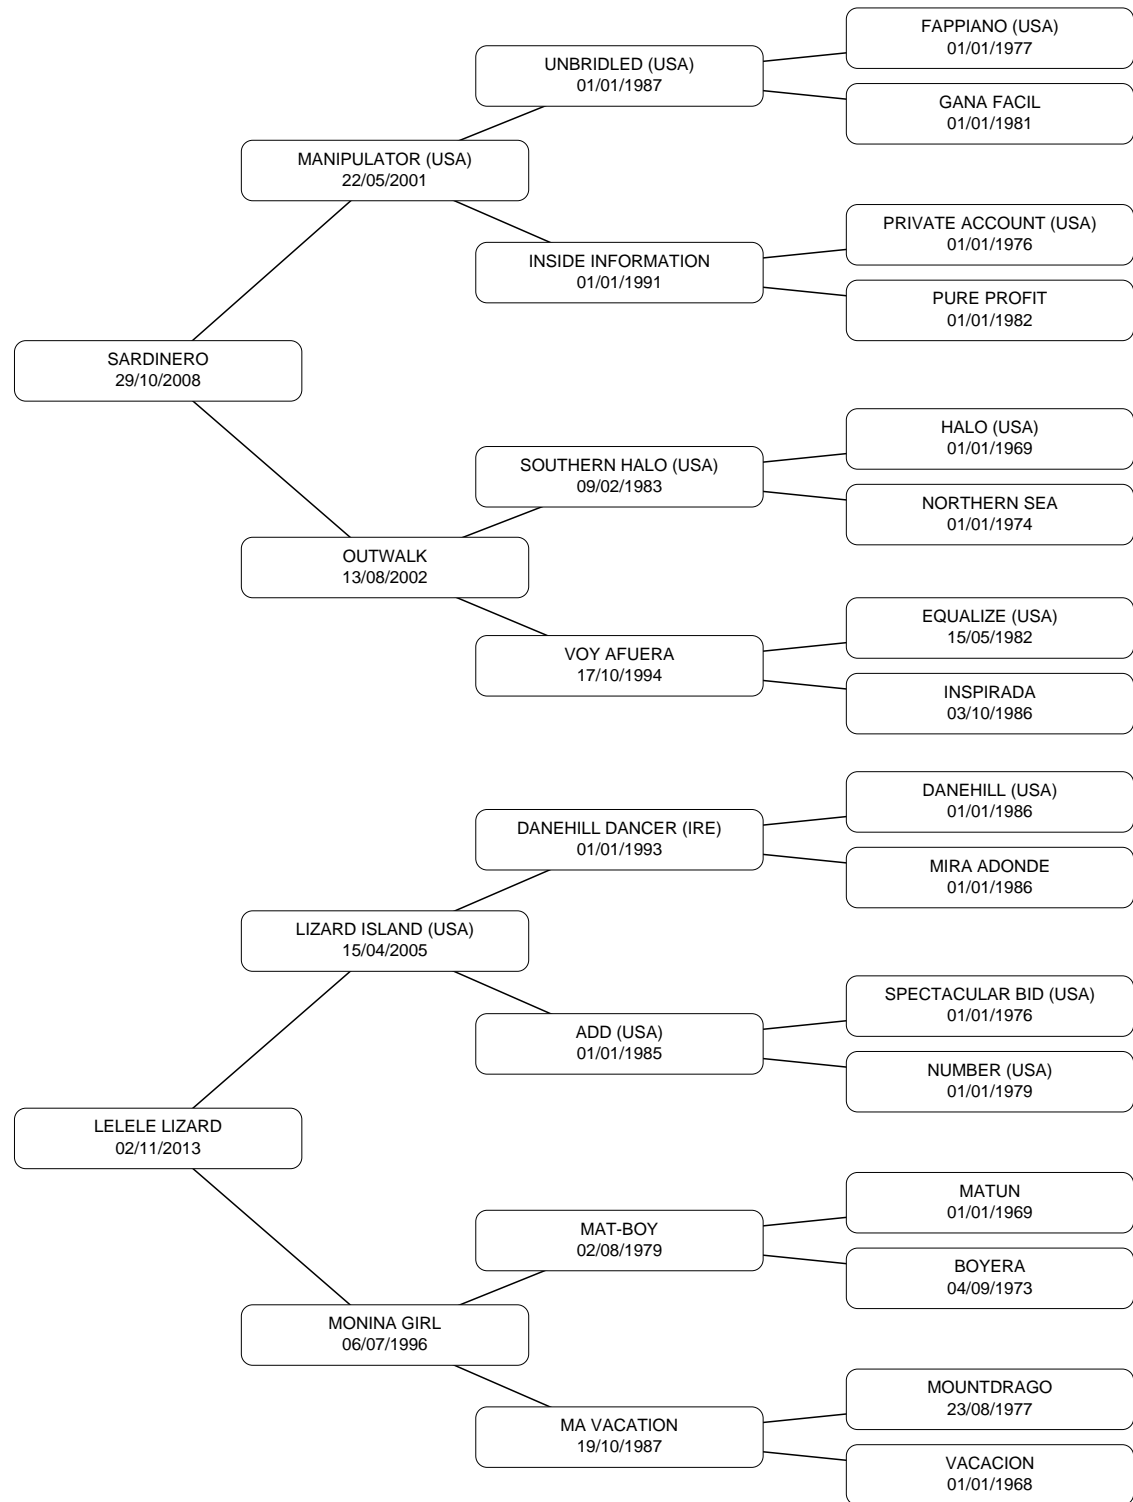 FAPPIANO (USA)
01/01/1977
UNBRIDLED (USA)
01/01/1987
GANA FACIL
01/01/1981
MANIPULATOR (USA)
22/05/2001
PRIVATE ACCOUNT (USA)
01/01/1976
INSIDE INFORMATION
01/01/1991
PURE PROFIT
01/01/1982
SARDINERO
29/10/2008
HALO (USA)
01/01/1969
SOUTHERN HALO (USA)
09/02/1983
NORTHERN SEA
01/01/1974
OUTWALK
13/08/2002
EQUALIZE (USA)
15/05/1982
VOY AFUERA
17/10/1994
INSPIRADA
03/10/1986
DANEHILL (USA)
01/01/1986
DANEHILL DANCER (IRE)
01/01/1993
MIRA ADONDE
01/01/1986
LIZARD ISLAND (USA)
15/04/2005
SPECTACULAR BID (USA)
01/01/1976
ADD (USA)
01/01/1985
NUMBER (USA)
01/01/1979
LELELE LIZARD
02/11/2013
MATUN
01/01/1969
MAT-BOY
02/08/1979
BOYERA
04/09/1973
MONINA GIRL
06/07/1996
MOUNTDRAGO
23/08/1977
MA VACATION
19/10/1987
VACACION
01/01/1968